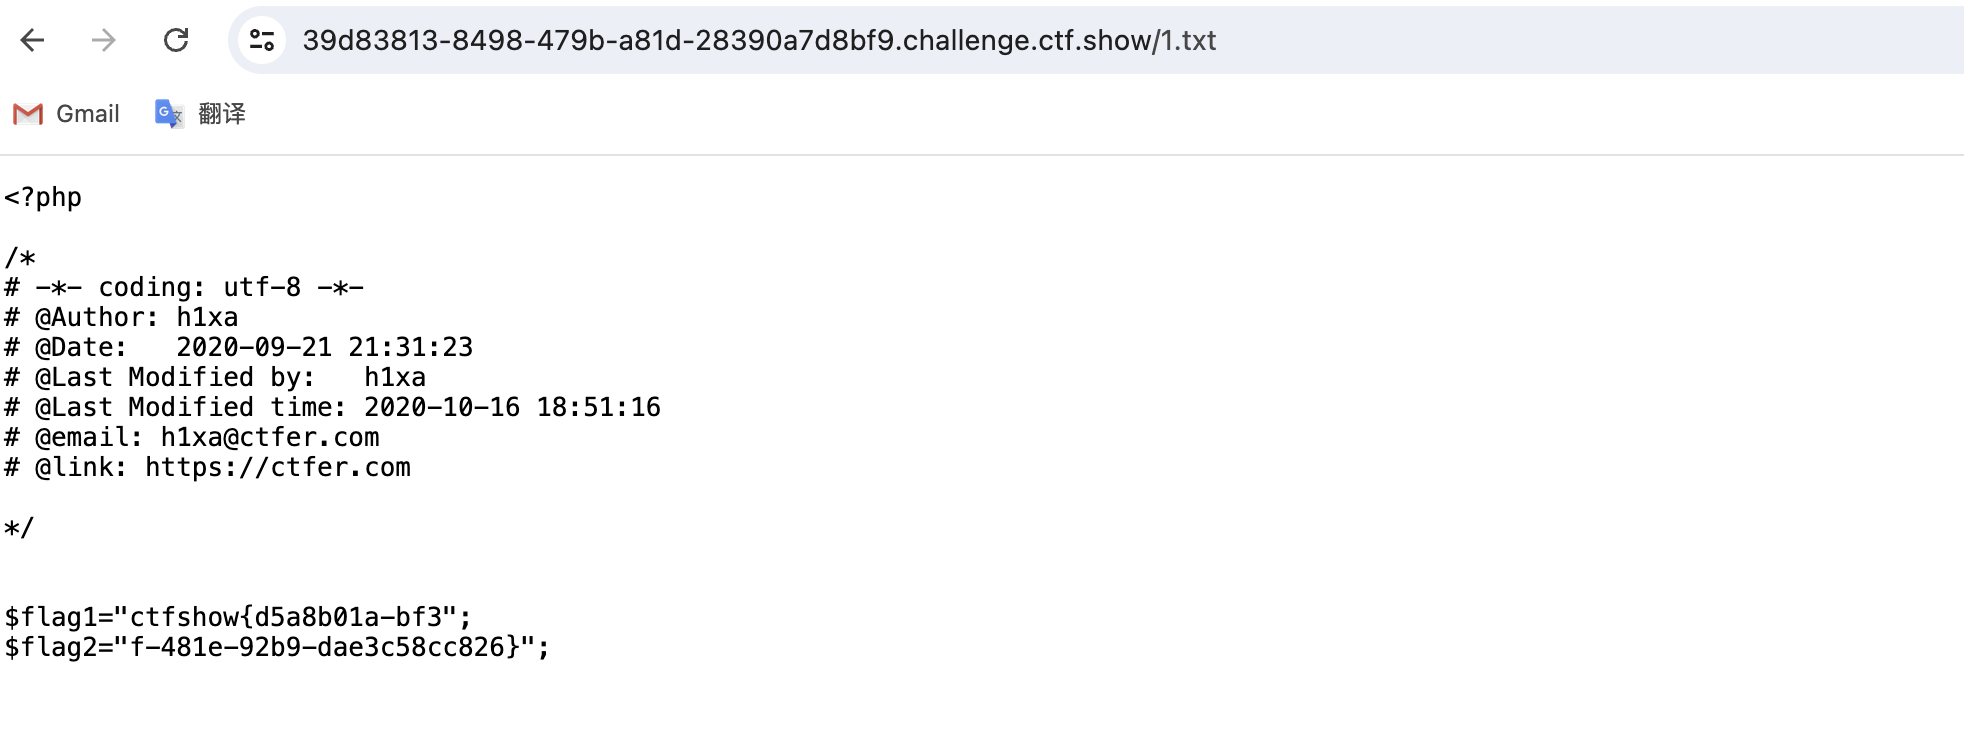 39d83813-8498-479b-a81d-28390a7d8bf9.challenge.ctf.show/1.txt
Gmail 翻译
<?php
/*
# -*- coding: utf-8 -*-
# @Author: h1xa
# @Date:   2020-09-21 21:31:23
# @Last Modified by:   h1xa
# @Last Modified time: 2020-10-16 18:51:16
# @email: h1xa@ctfer.com
# @link: https://ctfer.com
*/
$flag1="ctfshow{d5a8b01a-bf3";
$flag2="f-481e-92b9-dae3c58cc826}";